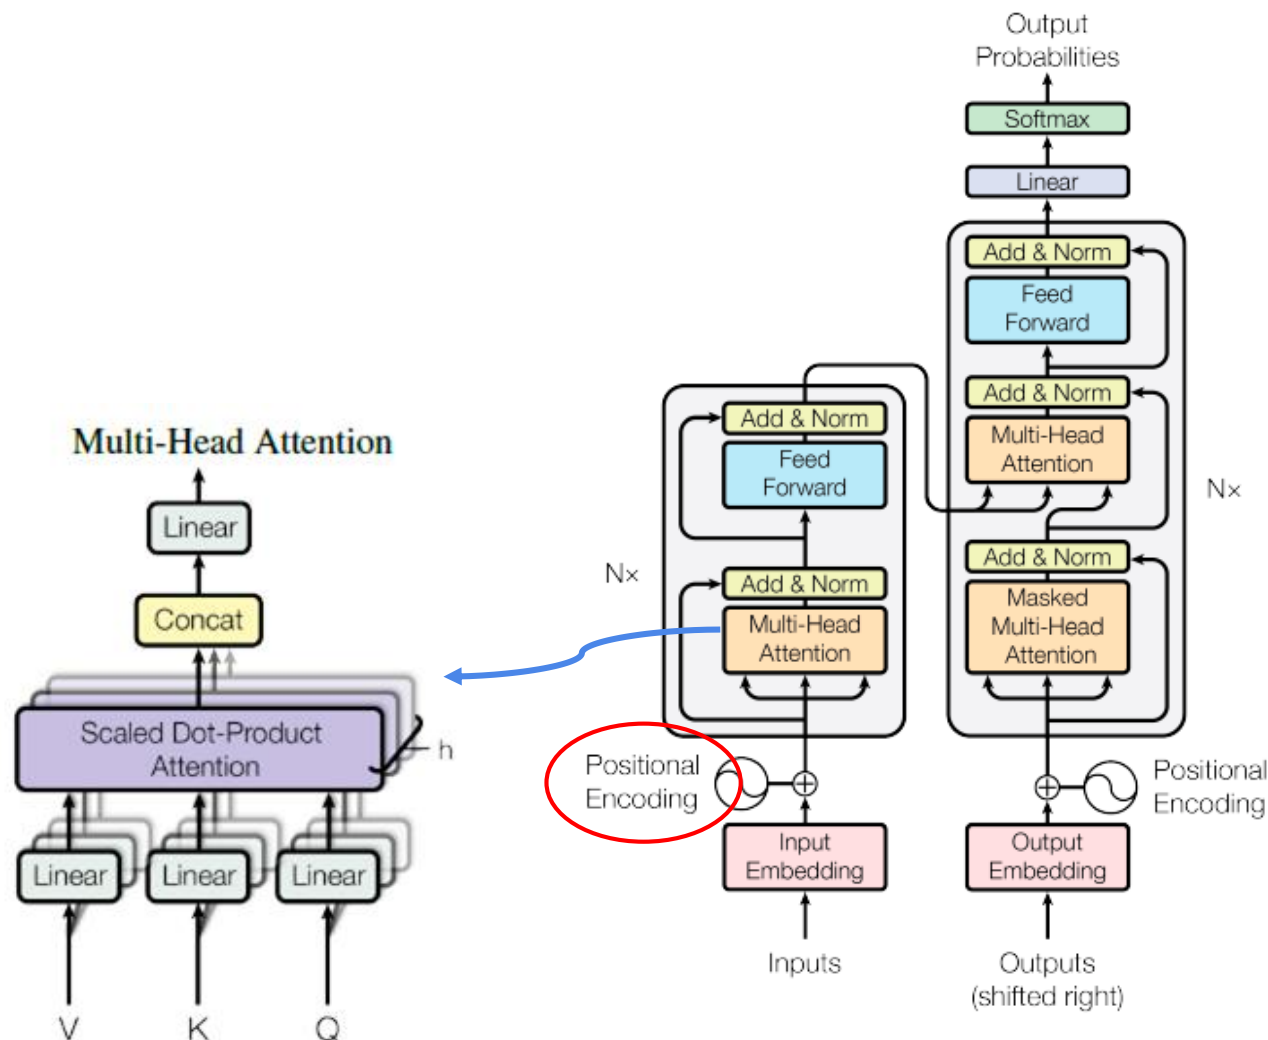 Multi-Head Attention
Linear
Concat
Scaled Dot-Product
Attention
h
Linear
Linear
Linear
V
K
Q
Output
Probabilities
Softmax
Linear
Add & Norm
Feed
Forward
Add & Norm
Multi-Head
Attention
Nx
Add & Norm
Masked
Multi-Head
Attention
Positional
Encoding
Output
Embedding
Outputs
(shifted right)
Add & Norm
Feed
Forward
Nx
Add & Norm
Multi-Head
Attention
Positional
Encoding
Input
Embedding
Inputs